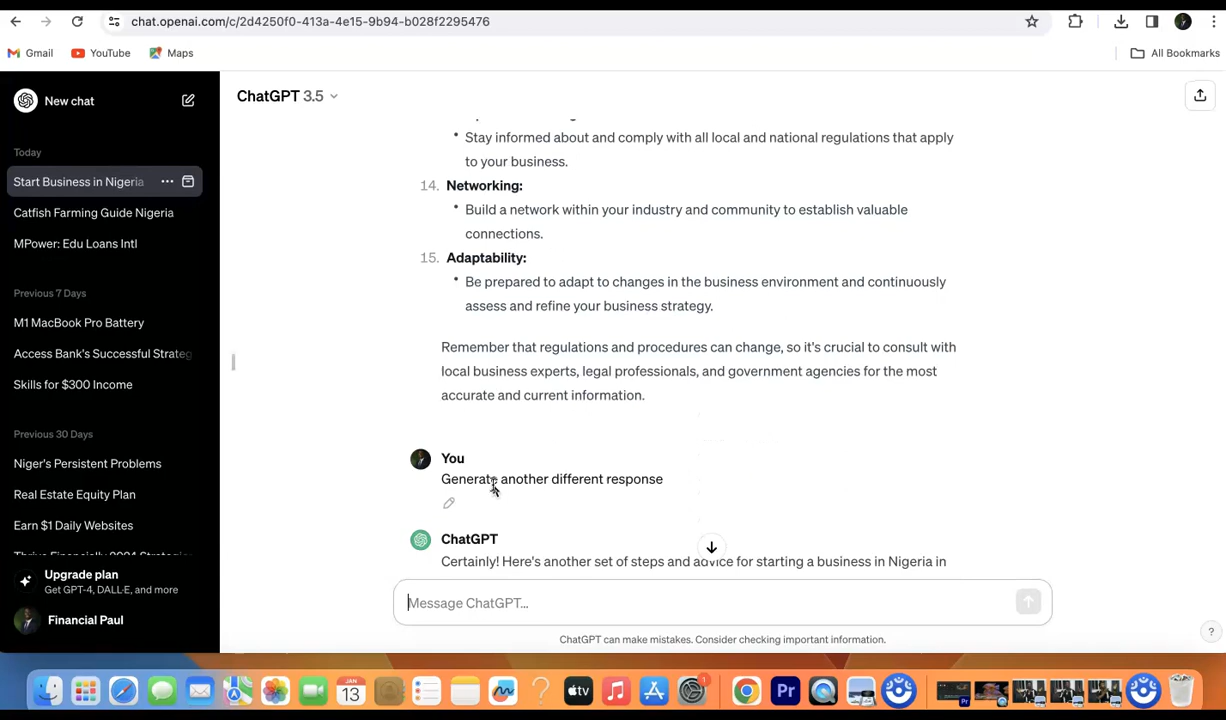 chat.openai.com/c/2d4250f0-413a-4e15-9b94-b028f2295476
Gmail
YouTube
Maps
All Bookmarks
New chat
Today
Start Business in Nigeria
Catfish Farming Guide Nigeria
MPower: Edu Loans Intl
Previous 7 Days
M1 MacBook Pro Battery
Access Bank's Successful Strateg
Skills for $300 Income
Previous 30 Days
Niger's Persistent Problems
Real Estate Equity Plan
Earn $1 Daily Websites
Thrive Financially 2024 Strategi
Upgrade plan
Get GPT-4, DALL·E, and more
Financial Paul
ChatGPT 3.5
• Stay informed about and comply with all local and national regulations that apply
to your business.
14. Networking:
• Build a network within your industry and community to establish valuable
connections.
15. Adaptability:
• Be prepared to adapt to changes in the business environment and continuously
assess and refine your business strategy.
Remember that regulations and procedures can change, so it's crucial to consult with
local business experts, legal professionals, and government agencies for the most
accurate and current information.
You
Generate another different response
ChatGPT
Certainly! Here's another set of steps and advice for starting a business in Nigeria in
Message ChatGPT...
ChatGPT can make mistakes. Consider checking important information.
?
JAN
13
tv
1
Pr